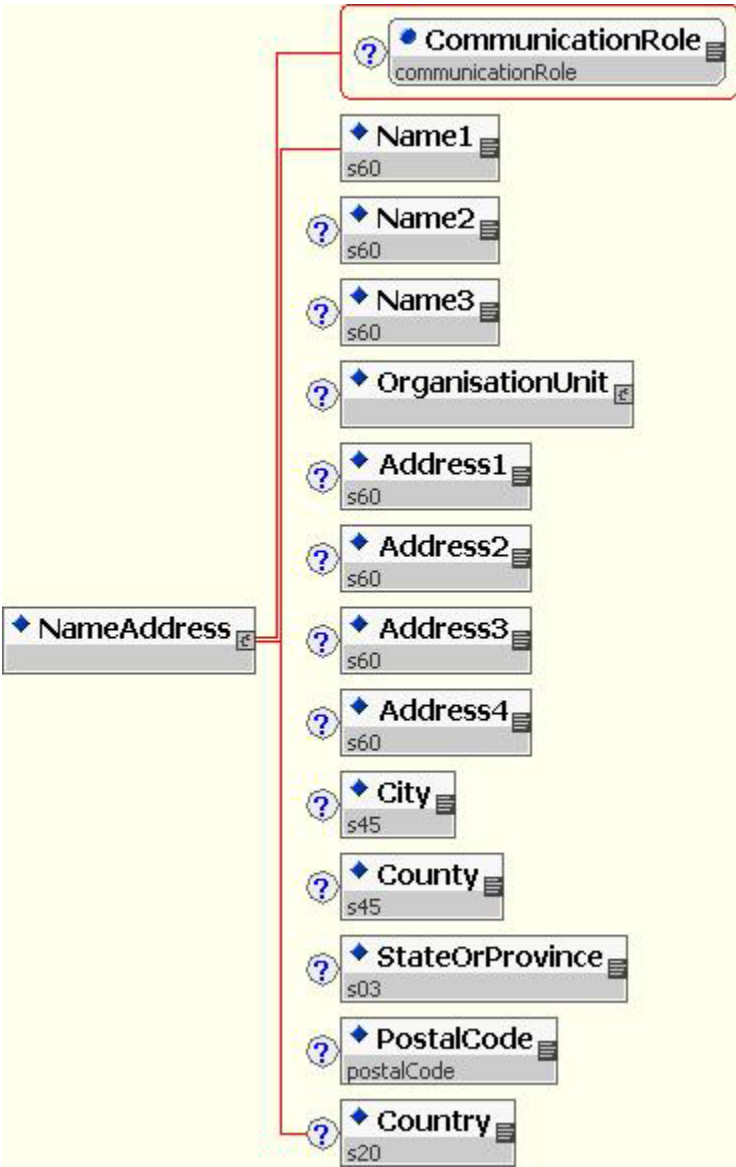 ? CommunicationRole
communicationRole
Name1
s60
? Name2
s60
? Name3
s60
? OrganisationUnit
? Address1
s60
? Address2
s60
NameAddress
? Address3
s60
? Address4
s60
? City
s45
? County
s45
? StateOrProvince
s03
? PostalCode
postalCode
? Country
s20